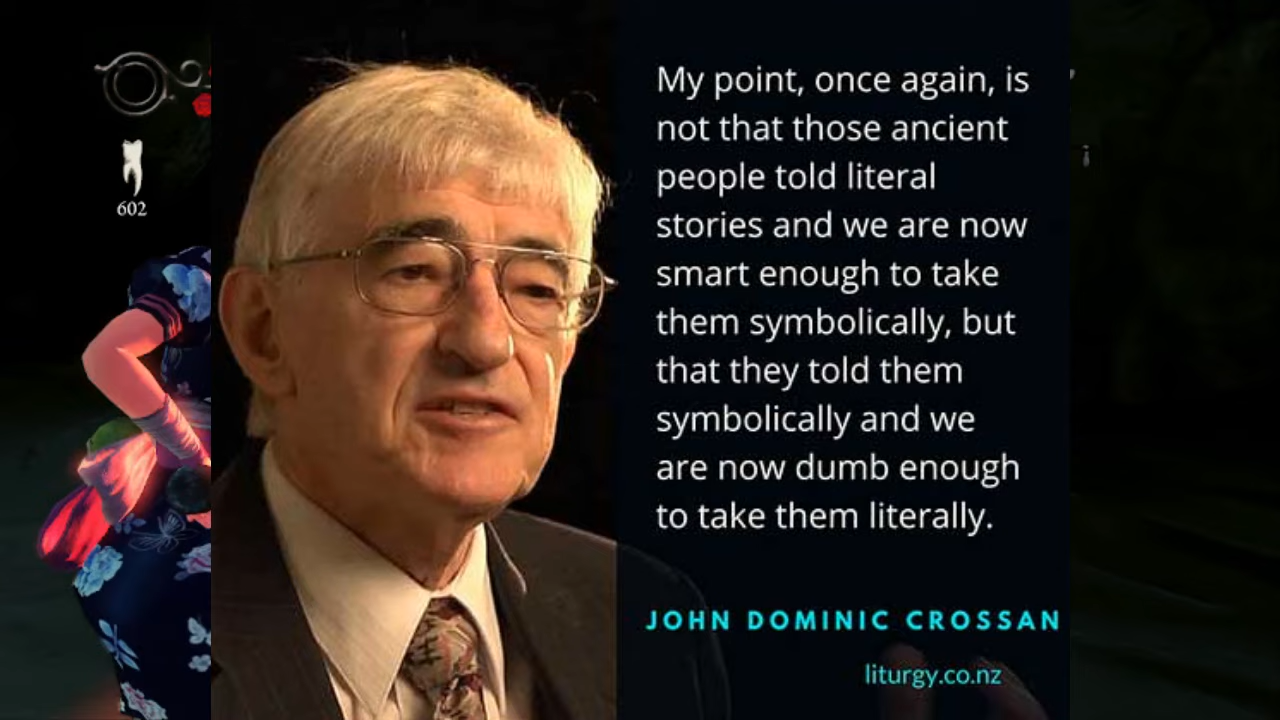 602
My point, once again, is
not that those ancient
people told literal
stories and we are now
smart enough to take
them symbolically, but
that they told them
symbolically and we
are now dumb enough
to take them literally.
JOHN DOMINIC CROSSAN
liturgy.co.nz